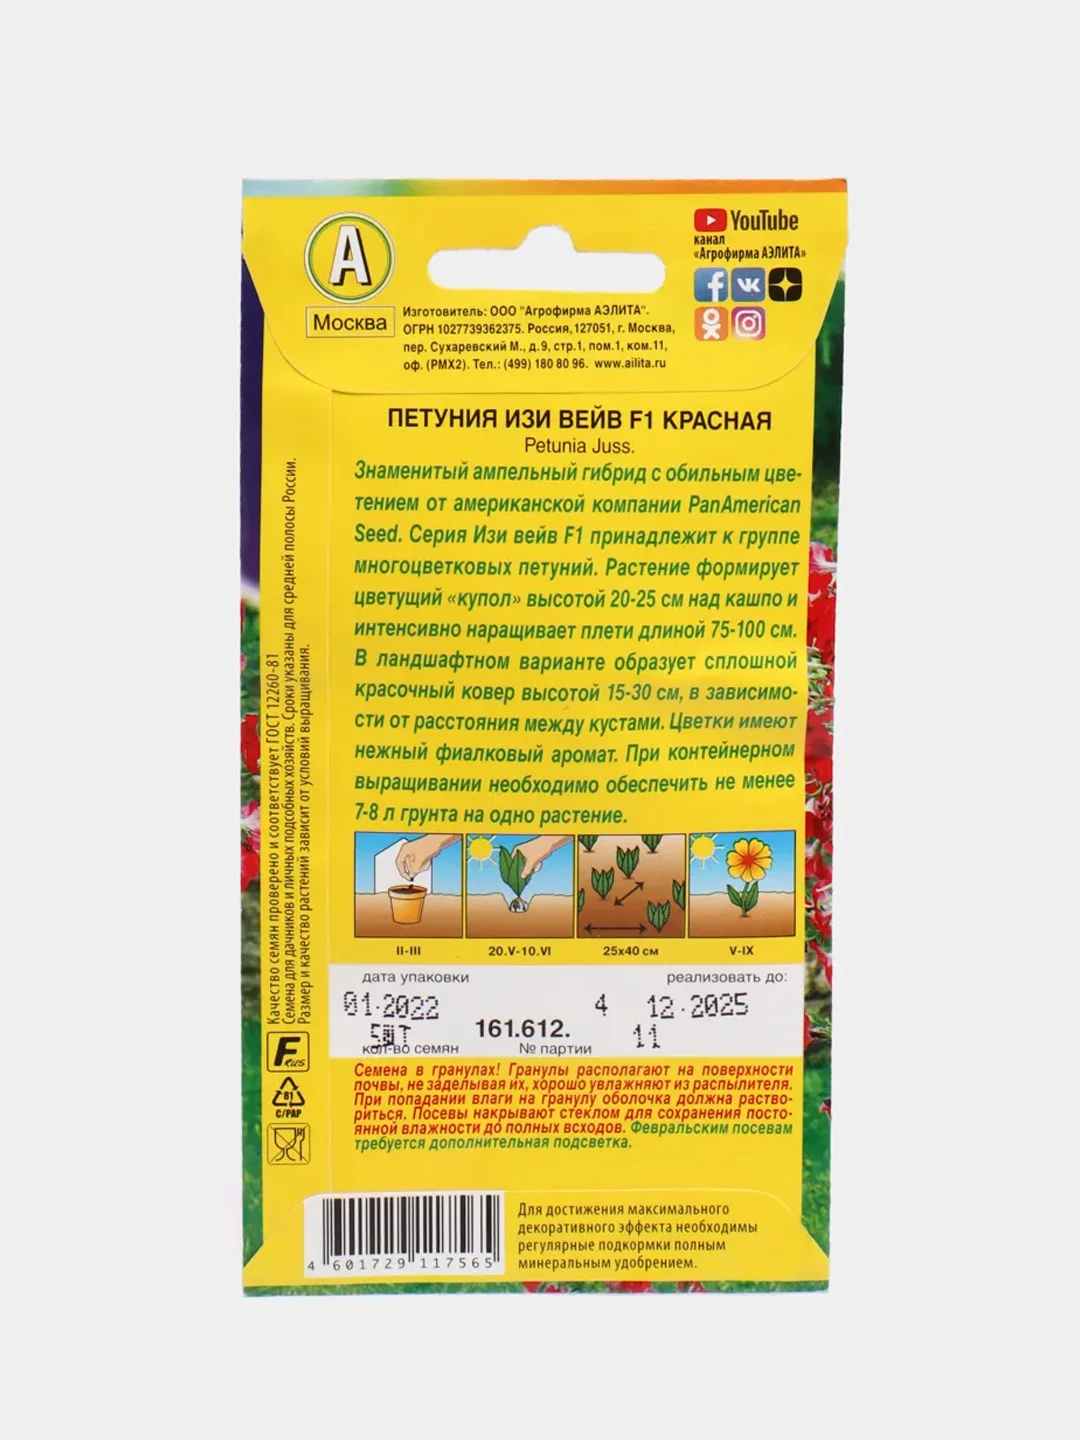 А
Москва
YouTube
канал
«Агрофирма АЭЛИТА»
Изготовитель: ООО "Агрофирма АЭЛИТА".
ОГРН 1027739362375. Россия, 127051, г. Москва,
пер. Сухаревский М., д.9, стр.1, пом.1, ком.11,
оф. (РМХ2). Тел.: (499) 180 80 96. www.ailita.ru
ПЕТУНИЯ ИЗИ ВЕЙВ F1 КРАСНАЯ
Petunia Juss.
Знаменитый ампельный гибрид с обильным цве-
тением от американской компании PanAmerican
Seed. Серия Изи вейв F1 принадлежит к группе
многоцветковых петуний. Растение формирует
цветущий «купол» высотой 20-25 см над кашпо и
интенсивно наращивает плети длиной 75-100 см.
В ландшафтном варианте образует сплошной
красочный ковер высотой 15-30 см, в зависимо-
сти от расстояния между кустами. Цветки имеют
нежный фиалковый аромат. При контейнерном
выращивании необходимо обеспечить не менее
7-8 л грунта на одно растение.
II-III
20.V-10.VI
25х40 см
V-IX
дата упаковки
реализовать до:
01.2022
4
12.2025
5шт
161.612.
11
кол-во семян
№ партии
Семена в гранулах! Гранулы располагают на поверхности
почвы, не заделывая их, хорошо увлажняют из распылителя.
При попадании влаги на гранулу оболочка должна раство-
риться. Посевы накрывают стеклом для сохранения посто-
янной влажности до полных всходов. Февральским посевам
требуется дополнительная подсветка.
Качество семян проверено и соответствует ГОСТ 12260-81
Семена для дачников и личных подсобных хозяйств. Сроки указаны для средней полосы России.
Размер и качество растений зависит от условий выращивания.
F
RUS
81
C/PAP
4 601729 117565
Для достижения максимального
декоративного эффекта необходимы
регулярные подкормки полным
минеральным удобрением.